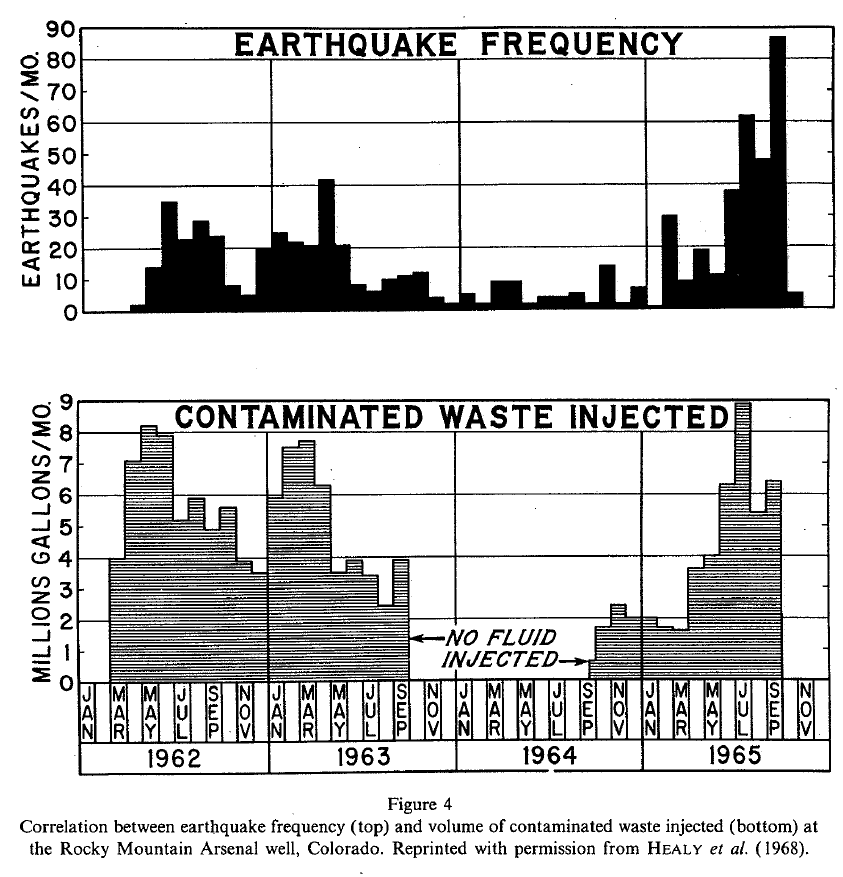 EARTHQUAKE FREQUENCY
EARTHQUAKES/MO.
90
80
70
60
50
40
30
20
10
0
CONTAMINATED WASTE INJECTED
MILLIONS GALLONS/MO.
9
8
7
6
5
4
3
2
1
0
NO FLUID
INJECTED
JAN MAR MAY JUL SEP NOV JAN MAR MAY JUL SEP NOV JAN MAR MAY JUL SEP NOV JAN MAR MAY JUL SEP NOV
1962 1963 1964 1965
Figure 4
Correlation between earthquake frequency (top) and volume of contaminated waste injected (bottom) at
the Rocky Mountain Arsenal well, Colorado. Reprinted with permission from HEALY et al. (1968).